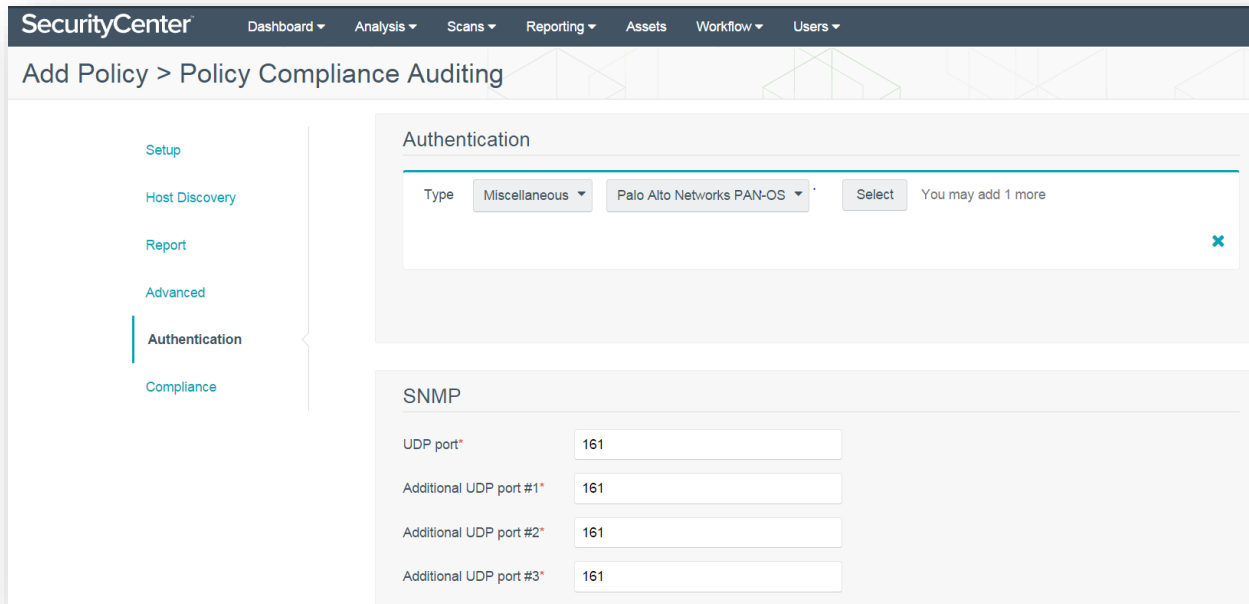 SecurityCenter Dashboard Analysis Scans Reporting Assets Workflow Users
Add Policy > Policy Compliance Auditing
Setup
Host Discovery
Report
Advanced
Authentication
Compliance
Authentication
Type Miscellaneous Palo Alto Networks PAN-OS Select You may add 1 more
SNMP
UDP port* 161
Additional UDP port #1* 161
Additional UDP port #2* 161
Additional UDP port #3* 161